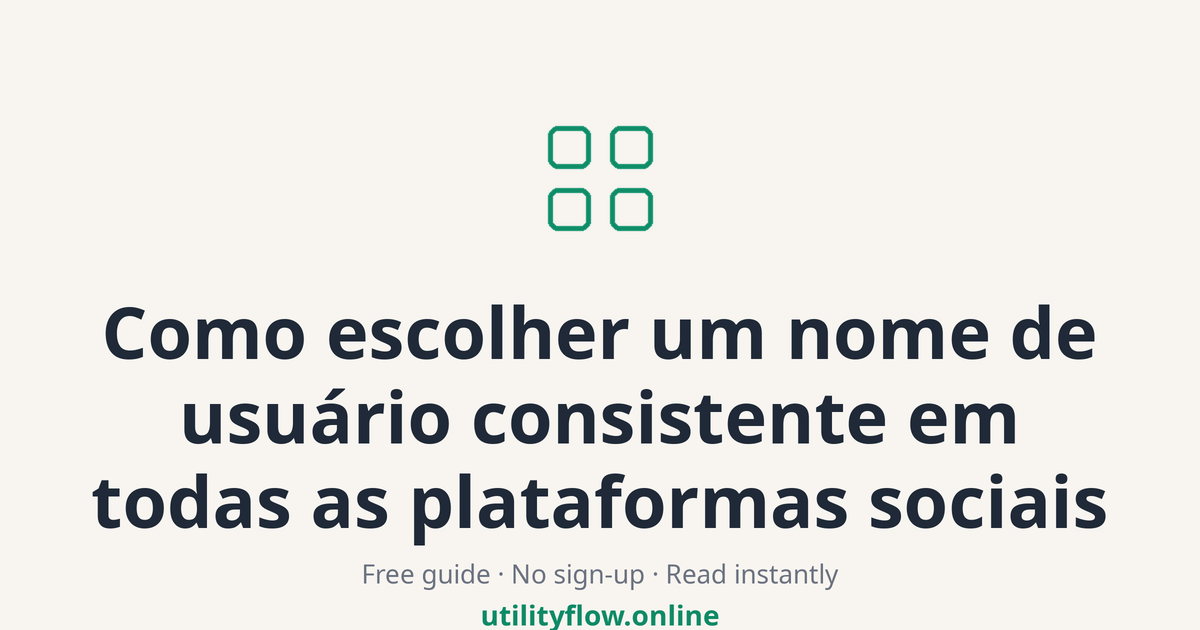 Como escolher um nome de
usuário consistente em
todas as plataformas sociais
Free guide · No sign-up · Read instantly
utilityflow.online